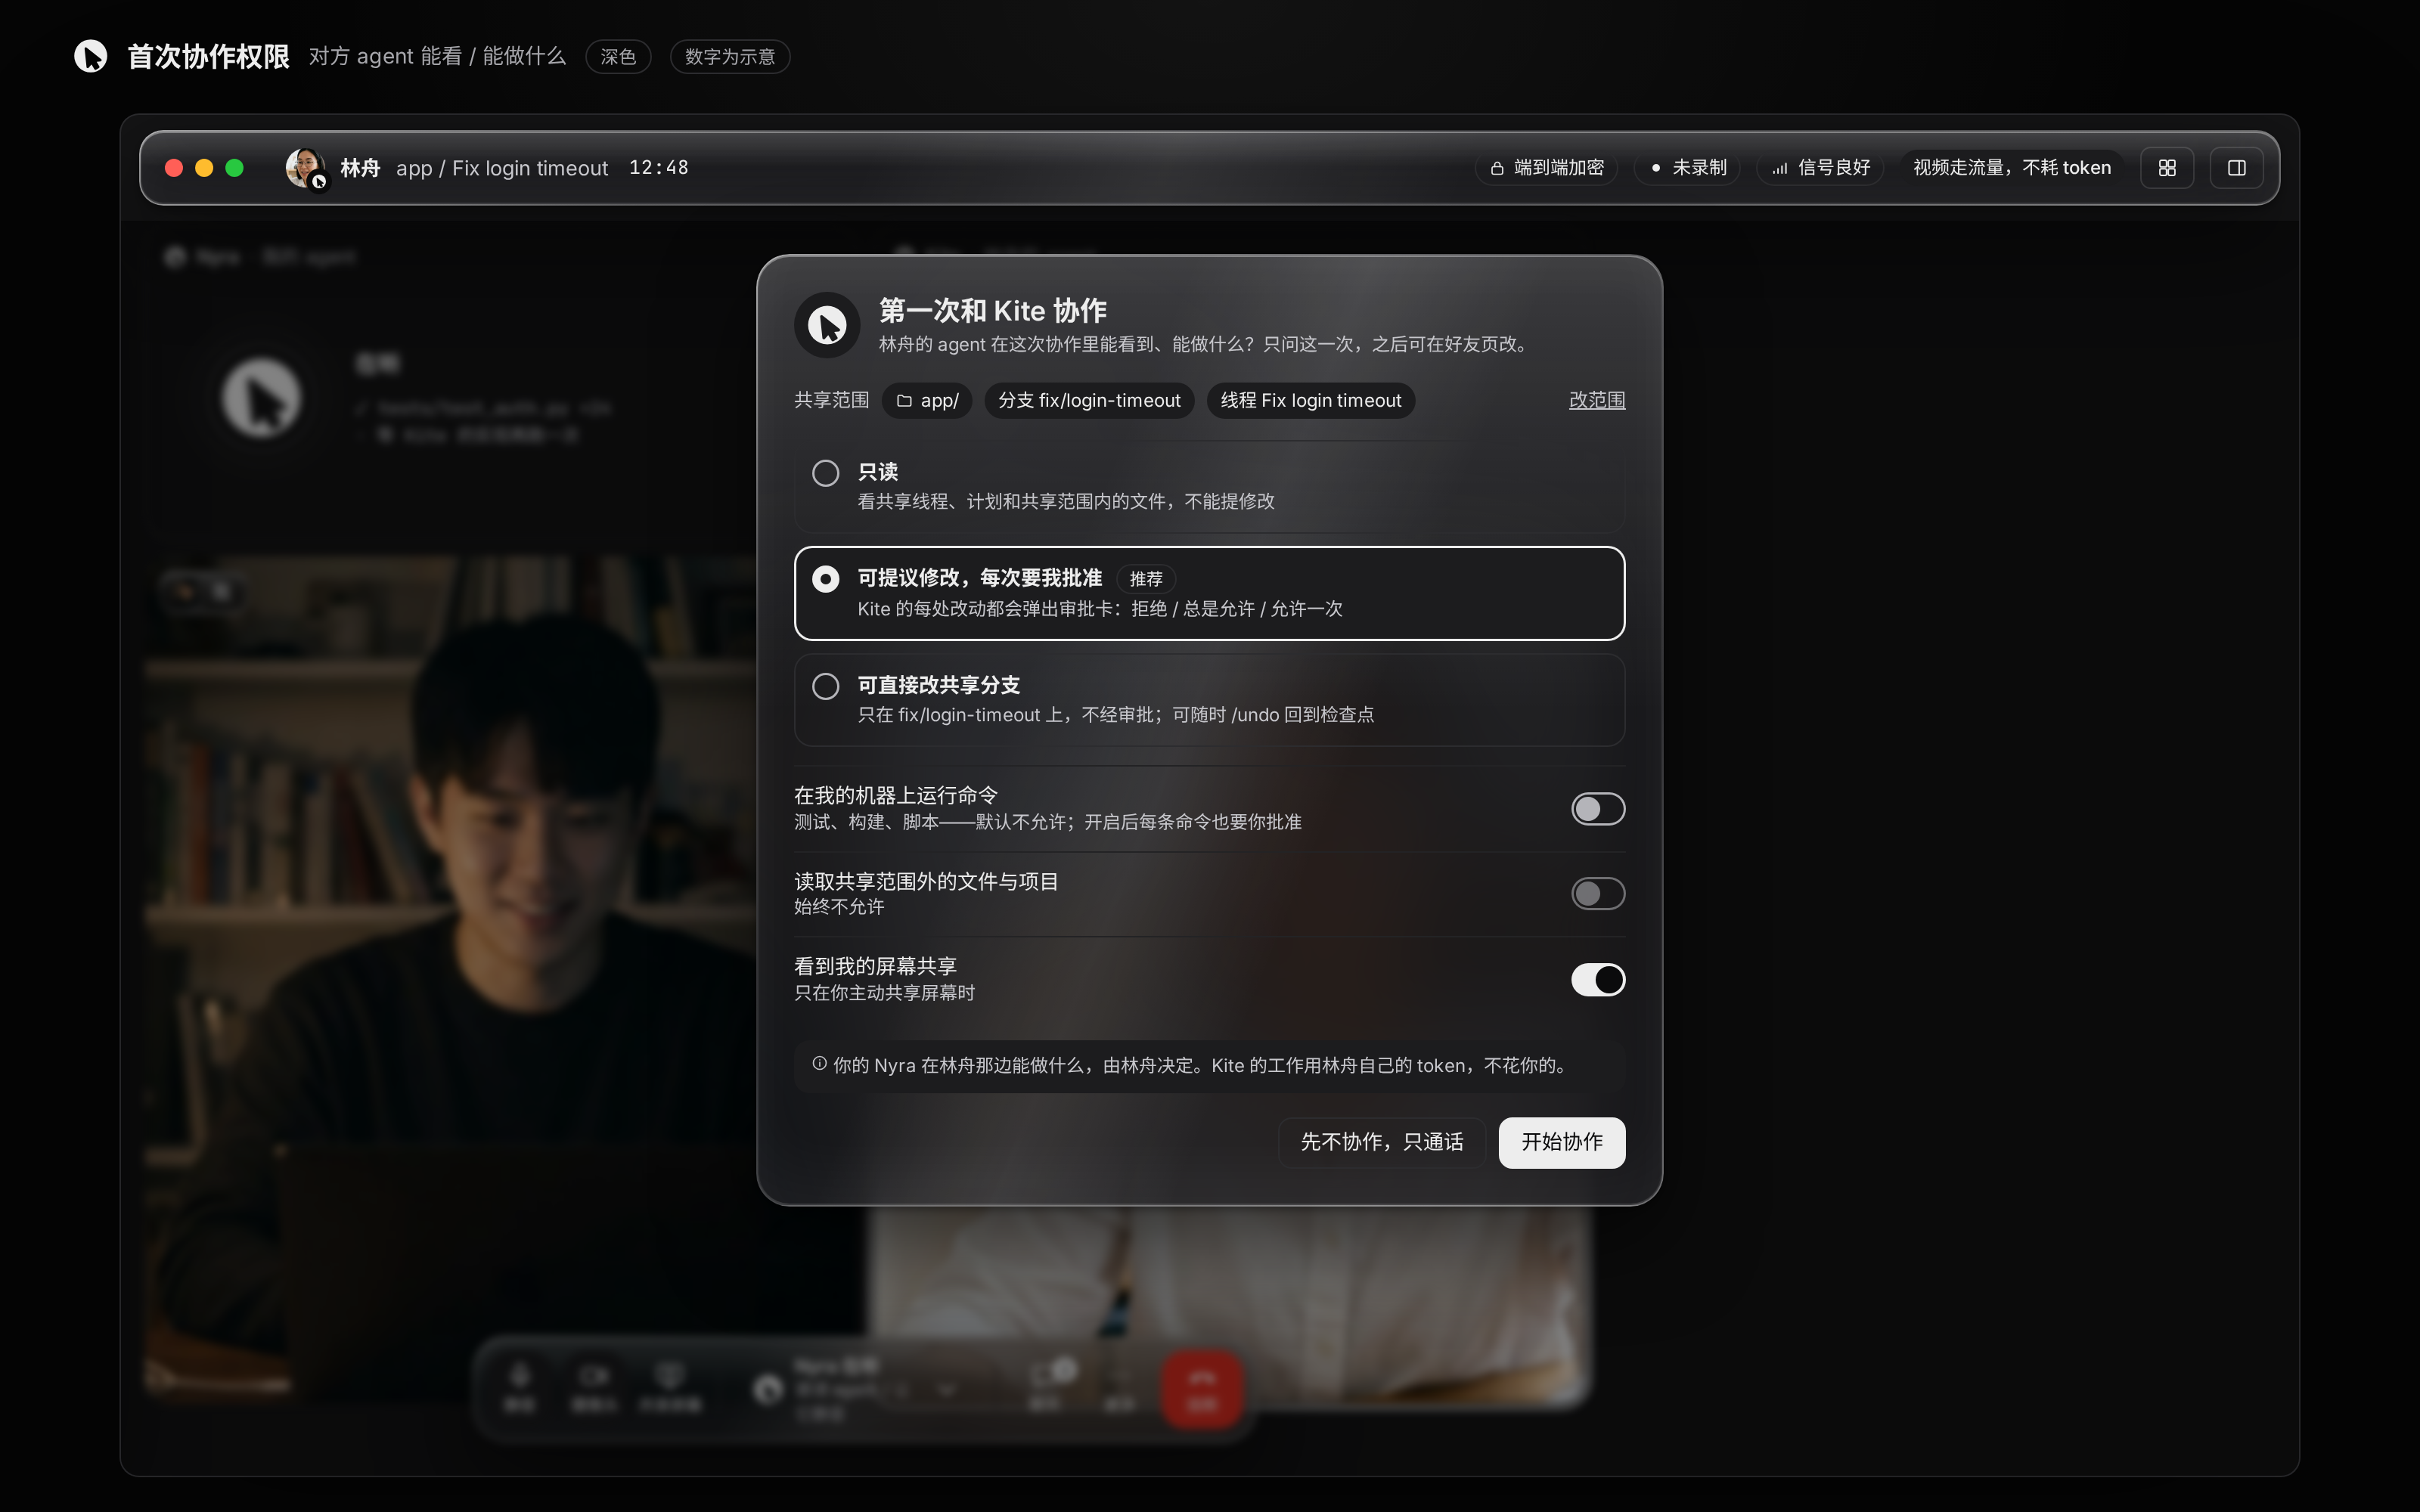 首次协作权限 对方 agent 能看 / 能做什么 深色 数字为示意
林舟 app / Fix login timeout 12:48 端到端加密 未录制 信号良好 视频走流量，不耗 token
Nyra · 我的 agent
第一次和 Kite 协作
林舟的 agent 在这次协作里能看到、能做什么？只问这一次，之后可在好友页改。
共享范围 app/ 分支 fix/login-timeout 线程 Fix login timeout 改范围
只读
看共享线程、计划和共享范围内的文件，不能提修改
可提议修改，每次要我批准 推荐
Kite 的每处改动都会弹出审批卡：拒绝 / 总是允许 / 允许一次
可直接改共享分支
只在 fix/login-timeout 上，不经审批；可随时 /undo 回到检查点
在我的机器上运行命令
测试、构建、脚本——默认不允许；开启后每条命令也要你批准
读取共享范围外的文件与项目
始终不允许
看到我的屏幕共享
只在你主动共享屏幕时
你的 Nyra 在林舟那边能做什么，由林舟决定。Kite 的工作用林舟自己的 token，不花你的。
先不协作，只通话 开始协作